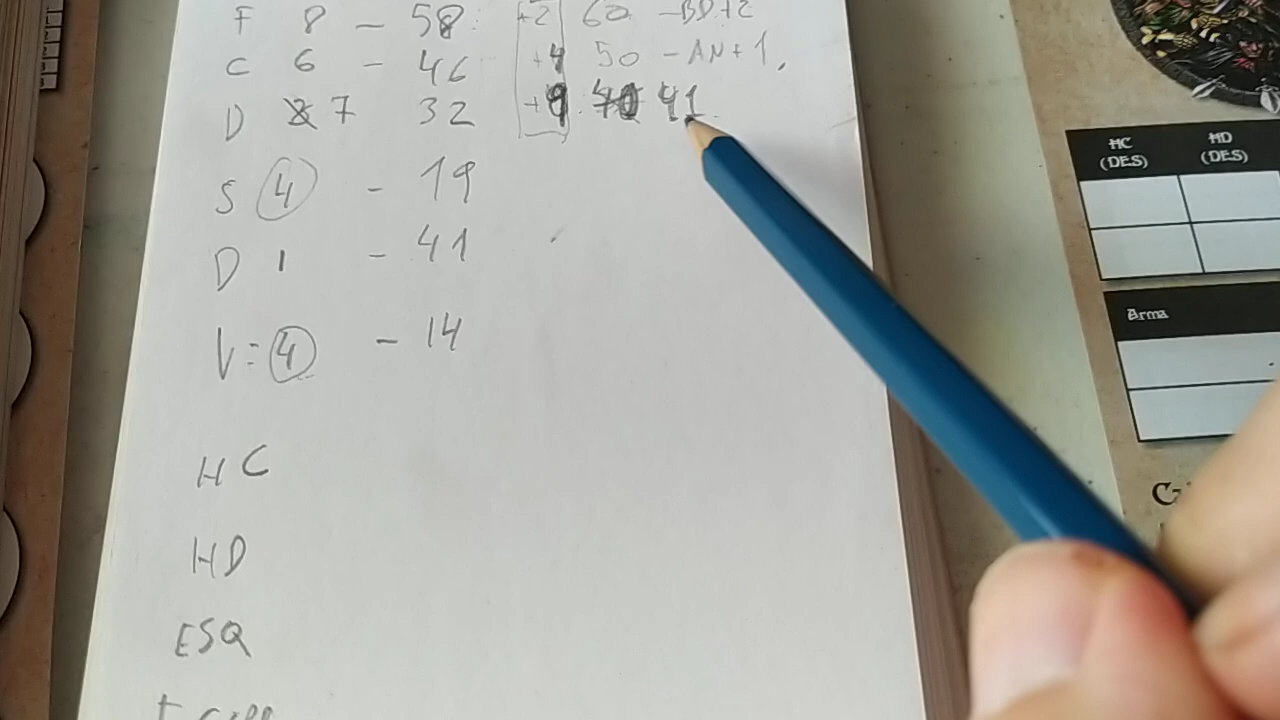 F 8 - 58 +2 60 - BD+2
C 6 - 46 +4 50 - AN+1,
D 7 32 +9 41
S 4 - 19
D 1 - 41
V=4 - 14
HC
HD
ESQ
HC
(DES)
HD
(DES)
Arma